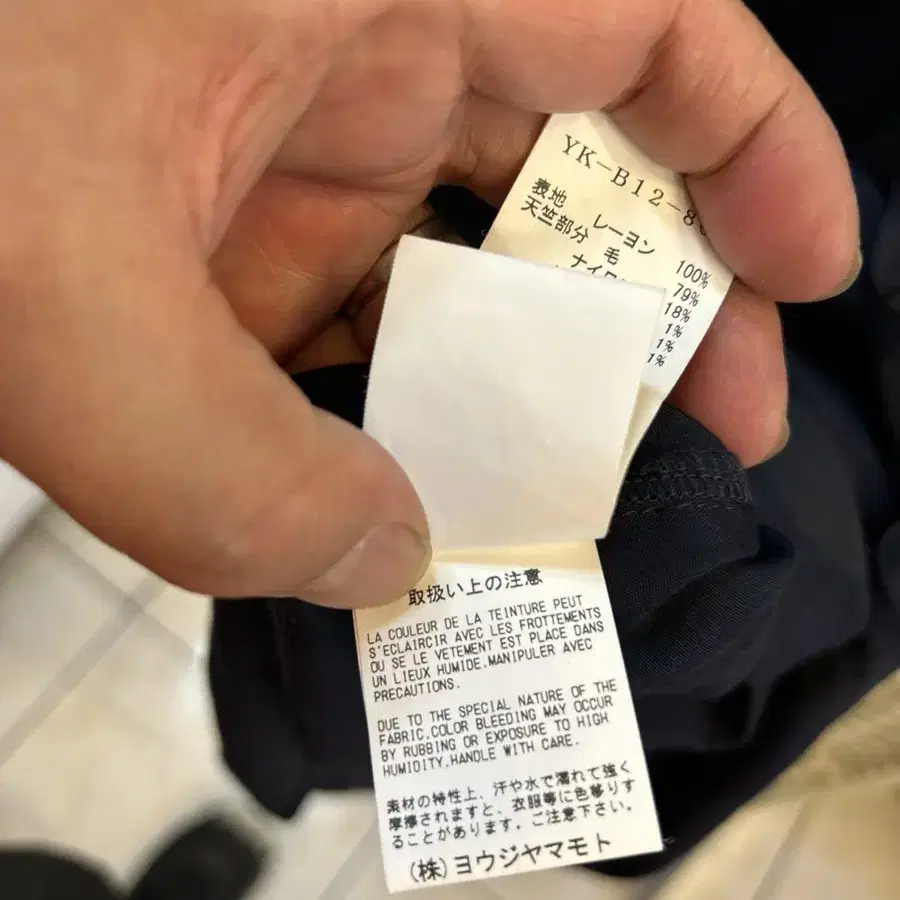 YK-B12-8
表地 レーヨン 100%
天竺部分 毛 79%
18%
1%
1%
1%
取扱い上の注意
LA COULEUR DE LA TEINTURE PEUT
S'ECLAIRCIR AVEC LES FROTTEMENTS
OU SE LE VETEMENT EST PLACE DANS
UN LIEUX HUMIDE.MANIPULER AVEC
PRECAUTIONS.
DUE TO THE SPECIAL NATURE OF THE
FABRIC.COLOR BLEEDING MAY OCCUR
BY RUBBING OR EXPOSURE TO HIGH
HUMIDITY.HANDLE WITH CARE.
素材の特性上、汗や水で濡れて強く
摩擦されますと、衣服等に色移りす
ることがあります。ご注意下さい。
(株)ヨウジヤマモト